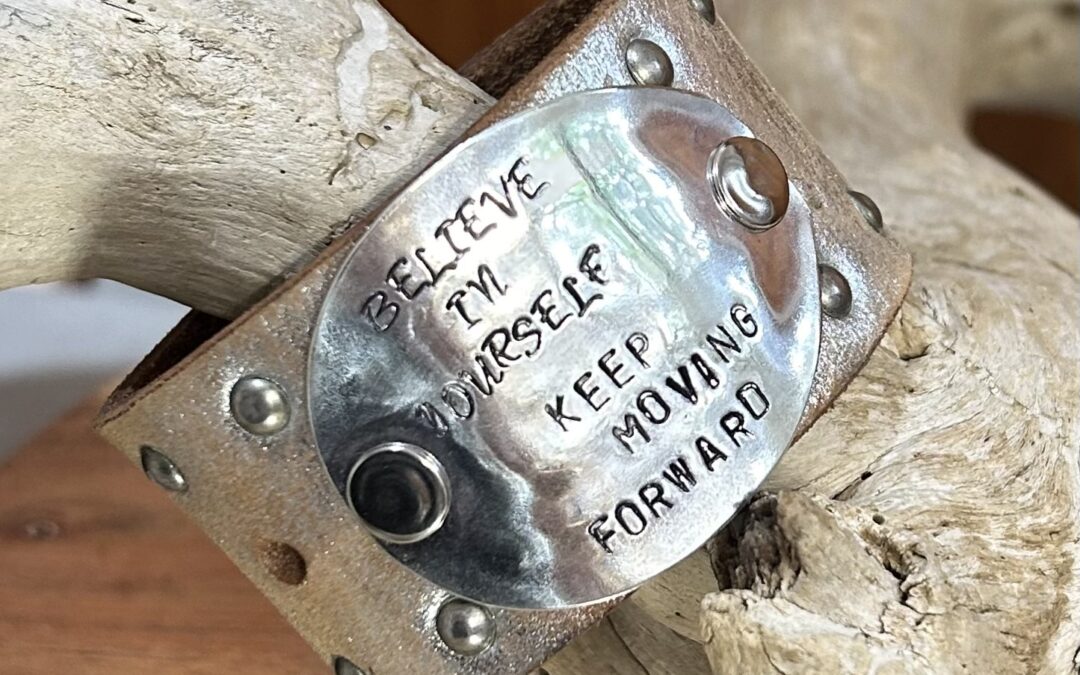 BELIEVE
IN
YOURSELF
KEEP
MOVING
FORWARD